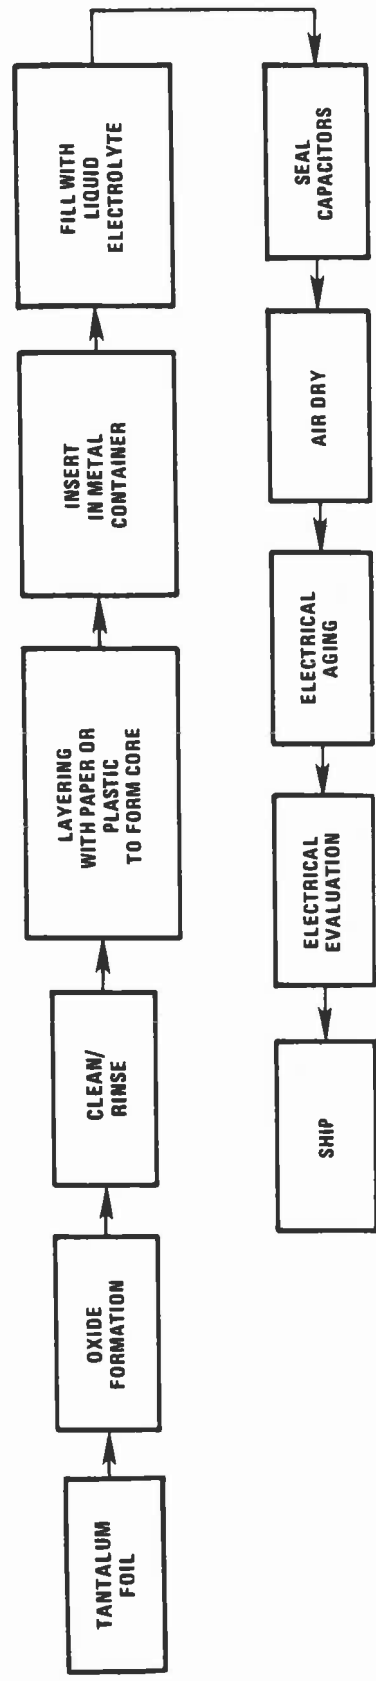 TANTALUM
FOIL
OXIDE
FORMATION
CLEAN/
RINSE
LAYERING
WITH PAPER OR
PLASTIC
TO FORM CORE
INSERT
IN METAL
CONTAINER
FILL WITH
LIQUID
ELECTROLYTE
SEAL
CAPACITORS
AIR DRY
ELECTRICAL
AGING
ELECTRICAL
EVALUATION
SHIP